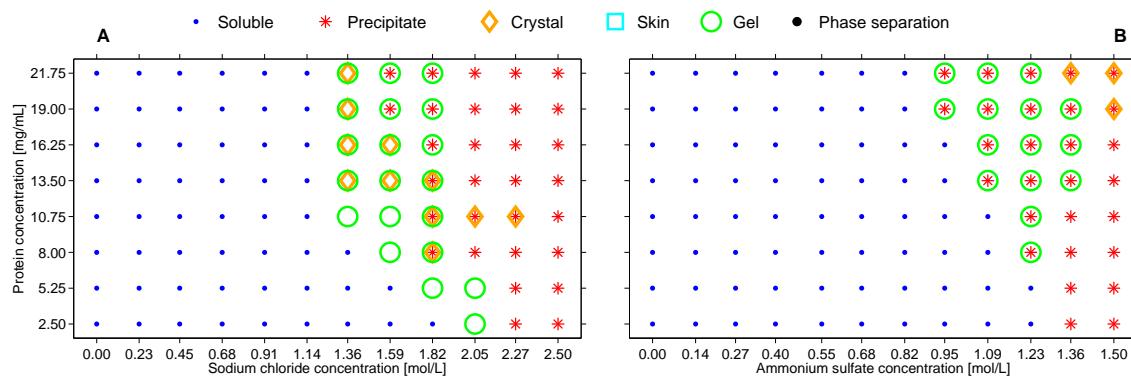 Soluble Precipitate Crystal Skin Gel Phase separation
A B
Protein concentration [mg/mL]
21.75
19.00
16.25
13.50
10.75
8.00
5.25
2.50
0.00 0.23 0.45 0.68 0.91 1.14 1.36 1.59 1.82 2.05 2.27 2.50
Sodium chloride concentration [mol/L]
0.00 0.14 0.27 0.40 0.55 0.68 0.82 0.95 1.09 1.23 1.36 1.50
Ammonium sulfate concentration [mol/L]